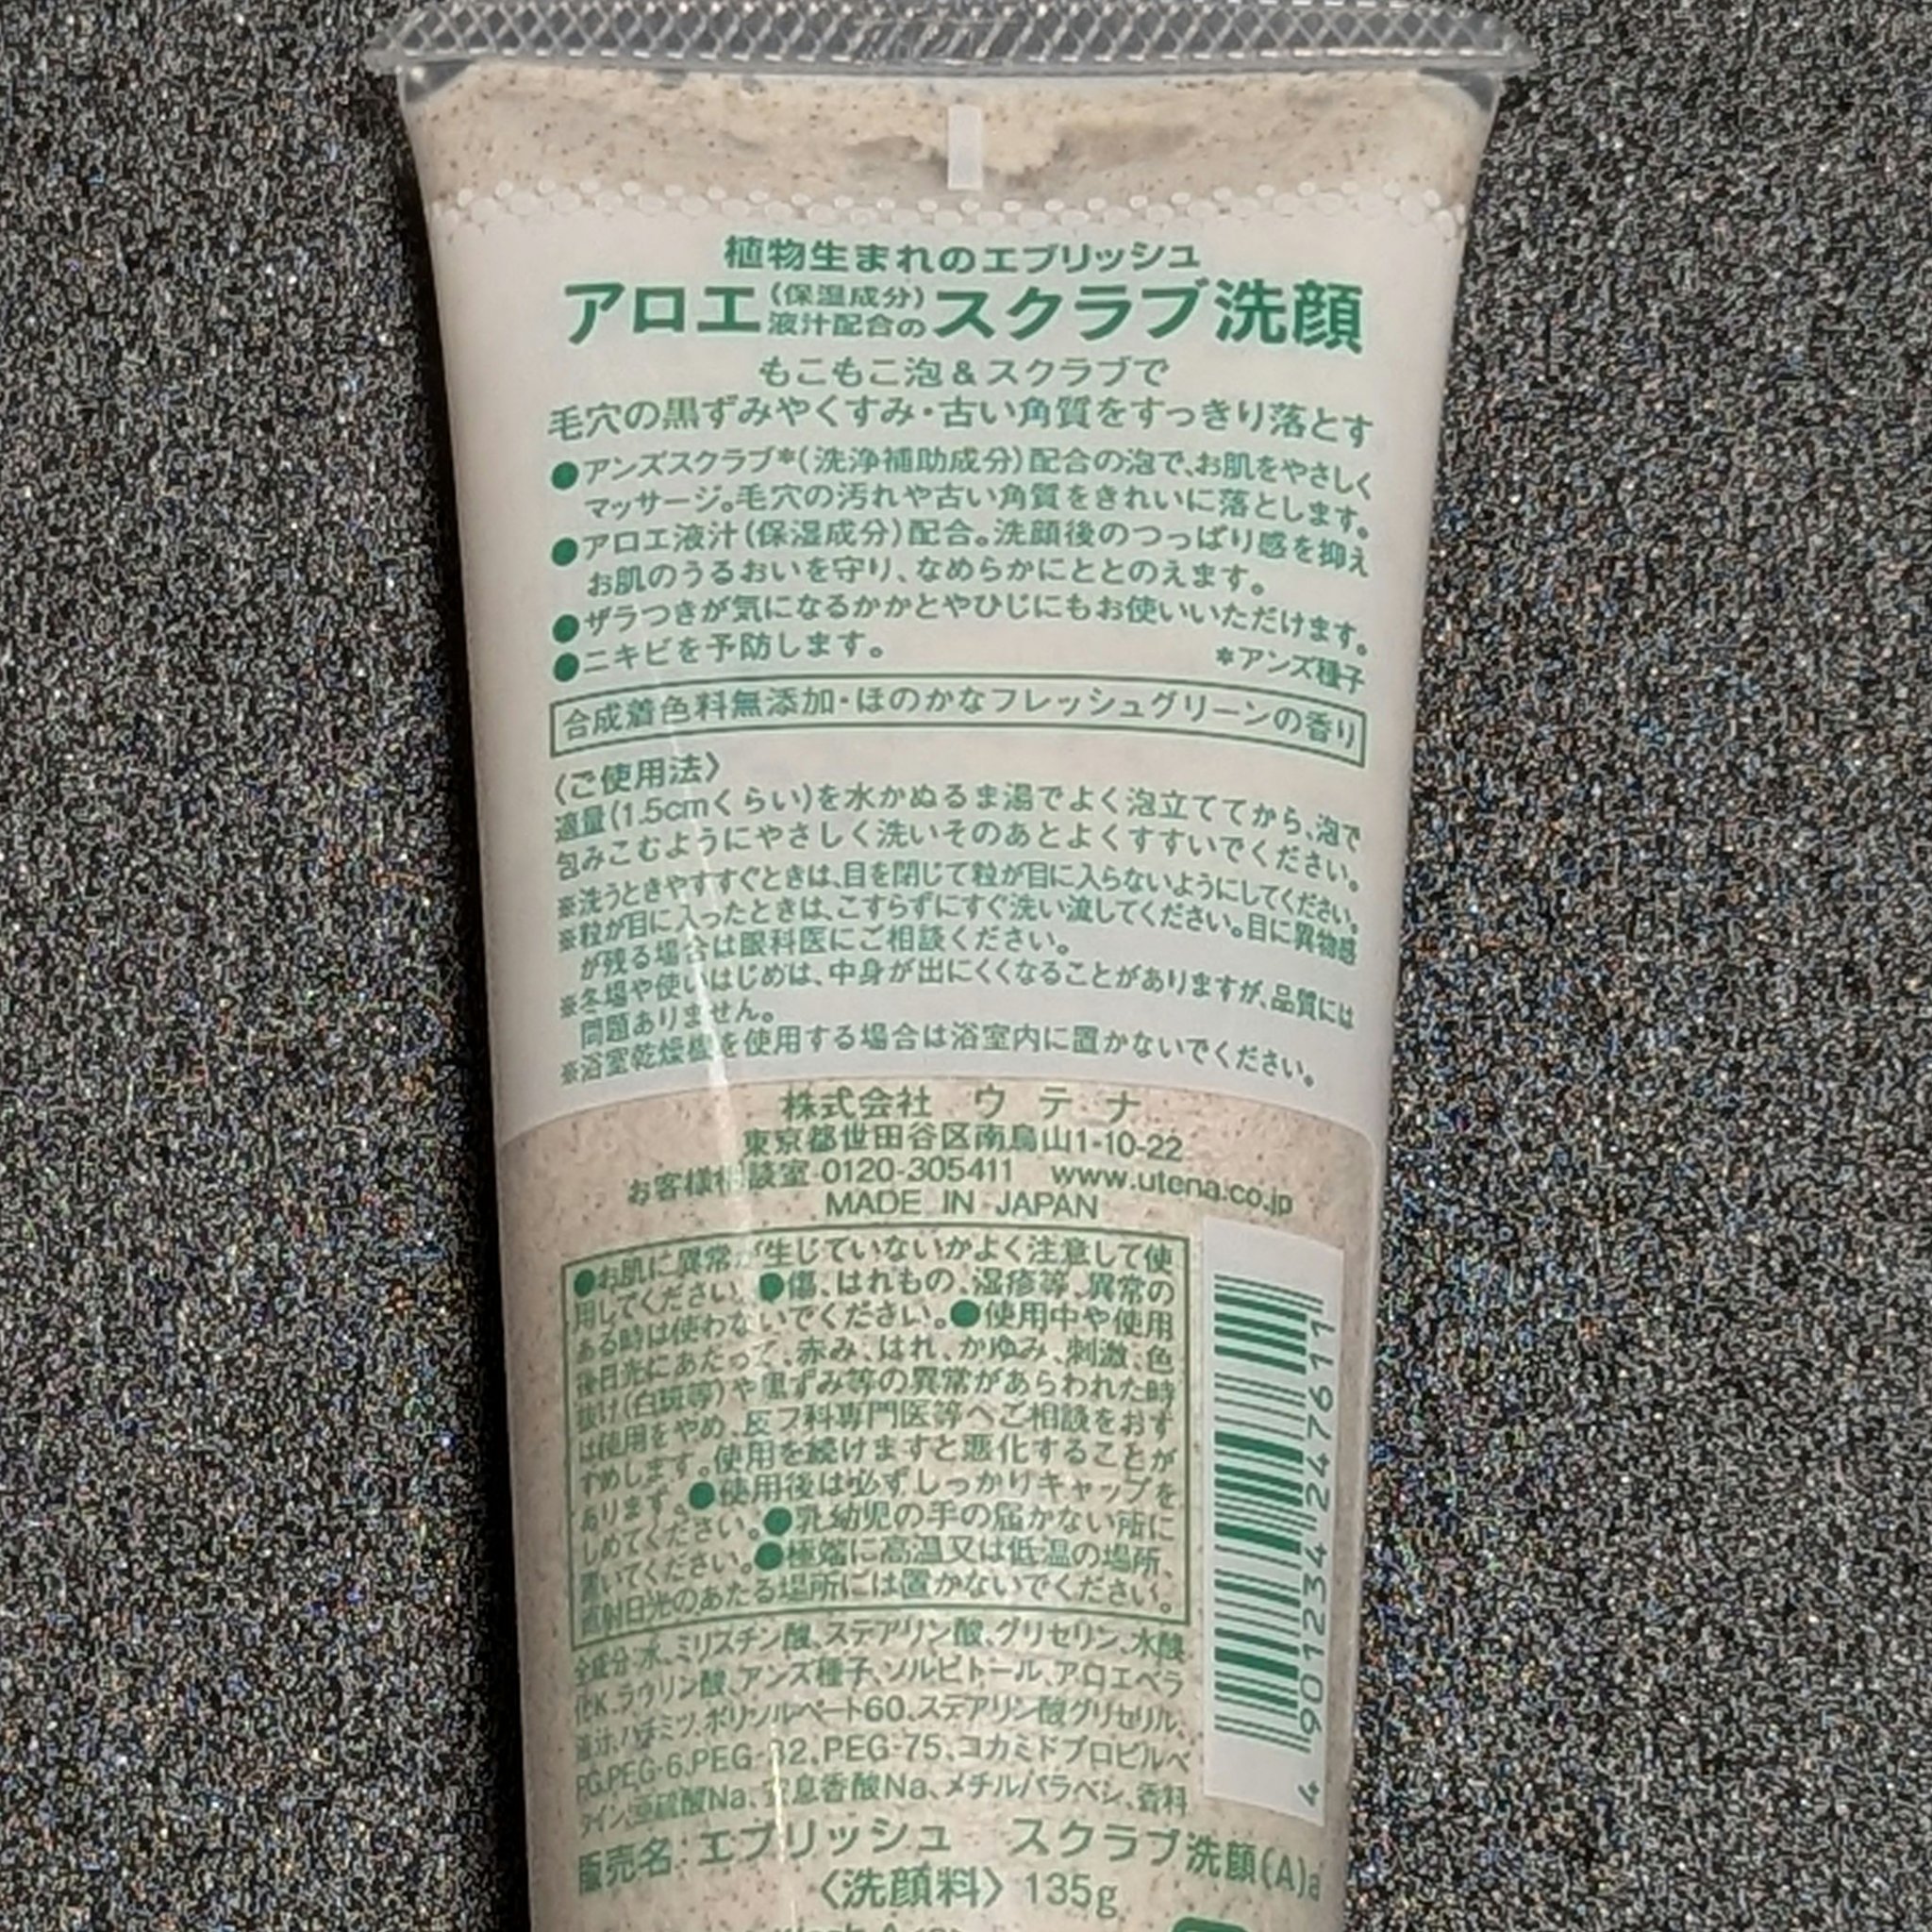 植物生まれのエブリッシュ
アロエ(保湿成分)液汁配合のスクラブ洗顔
もこもこ泡&スクラブで
毛穴の黒ずみやくすみ・古い角質をすっきり落とす
●アンズスクラブ*(洗浄補助成分)配合の泡で、お肌をやさしく
マッサージ。毛穴の汚れや古い角質をきれいに落とします。
●アロエ液汁(保湿成分)配合。洗顔後のつっぱり感を抑え
お肌のうるおいを守り、なめらかにととのえます。
●ザラつきが気になるかかとやひじにもお使いいただけます。
●ニキビを予防します。
*アンズ種子
合成着色料無添加・ほのかなフレッシュグリーンの香り
〈ご使用法〉
適量(1.5cmくらい)を水かぬるま湯でよく泡立ててから、泡で
包みこむようにやさしく洗いそのあとよくすすいでください。
※洗うときやすすぐときは、目を閉じて粒が目に入らないようにしてください。
※粒が目に入ったときは、こすらずにすぐ洗い流してください。目に異物感
が残る場合は眼科医にご相談ください。
※冬場や使いはじめは、中身が出にくくなることがありますが、品質には
問題ありません。
※浴室乾燥機を使用する場合は浴室内に置かないでください。
株式会社 ウテナ
東京都世田谷区南烏山1-10-22
お客様相談室 0120-305411 www.utena.co.jp
MADE IN JAPAN
●お肌に異常が生じていないかよく注意して使
用してください。●傷、はれもの、湿疹等、異常の
ある時は使わないでください。●使用中や使用
後日光にあたって、赤み、はれ、かゆみ、刺激、色
抜け(白斑等)や黒ずみ等の異常があらわれた時
は使用をやめ、皮フ科専門医等へご相談をおす
すめします。使用を続けますと悪化することが
あります。●使用後は必ずしっかりキャップを
しめてください。●乳幼児の手の届かない所に
置いてください。●極端に高温又は低温の場所、
直射日光のあたる場所には置かないでください。
全成分:水、ミリスチン酸、ステアリン酸、グリセリン、水酸
化K、ラウリン酸、アンズ種子、ソルビトール、アロエベラ
液汁、ハチミツ、ポリソルベート60、ステアリン酸グリセリル、
PG、PEG-6、PEG-32、PEG-75、コカミドプロピルベ
タイン、亜硫酸Na、安息香酸Na、メチルパラベン、香料
販売名:エブリッシュ スクラブ洗顔(A)a
〈洗顔料〉135g
4 901234 247611